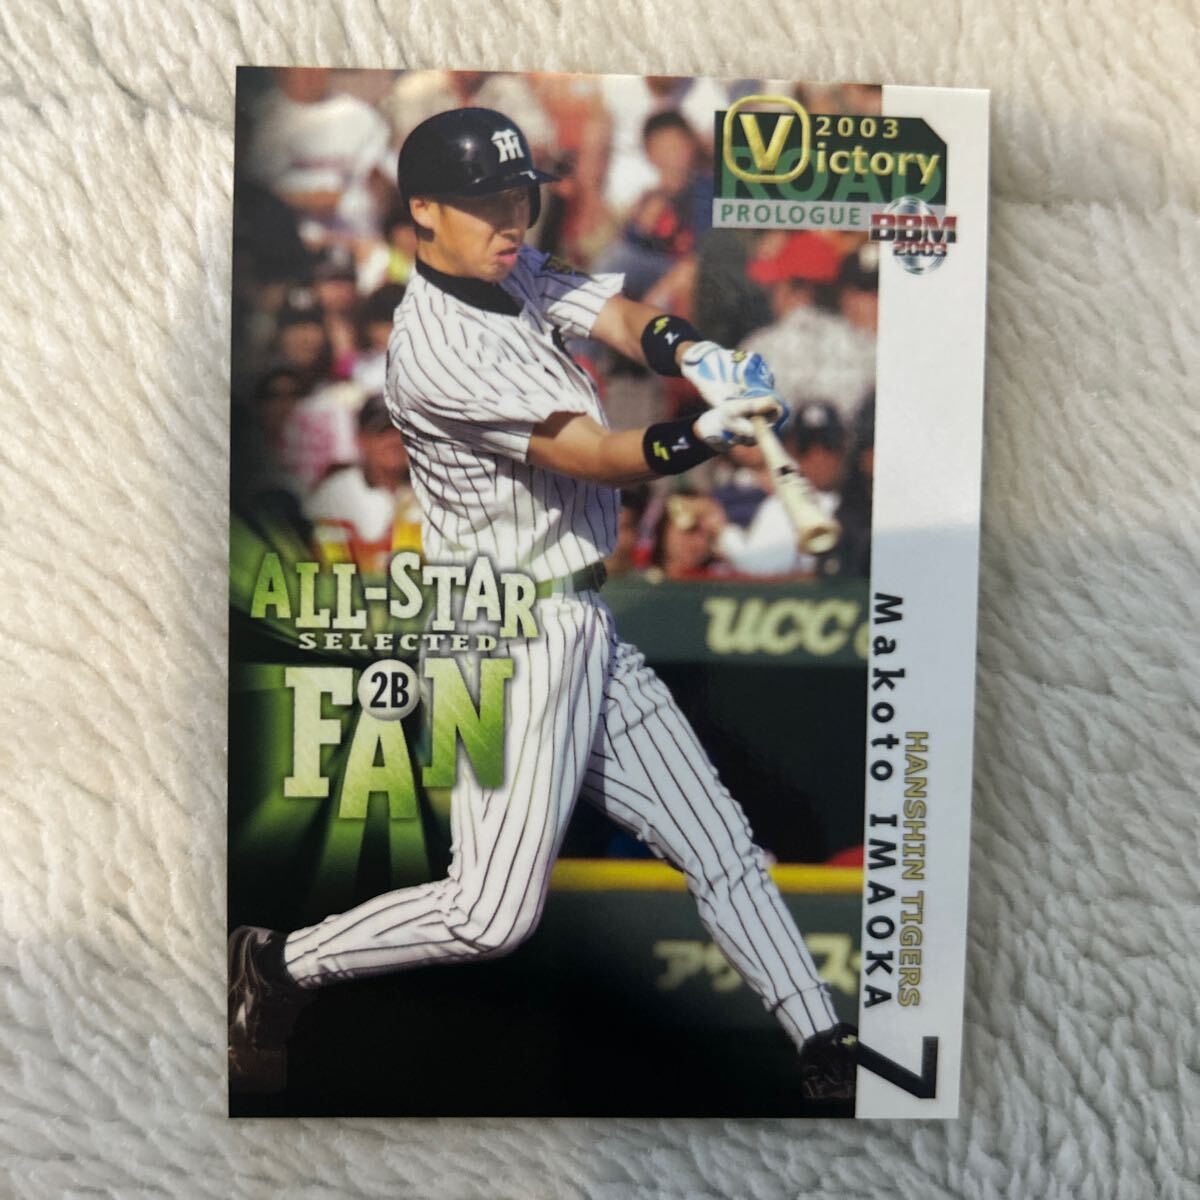 2003
Victory
ROAD
PROLOGUE
BBM
2003
ALL-STAR
SELECTED
FAN
2B
ucc
Makoto IMAOKA
HANSHIN TIGERS
7